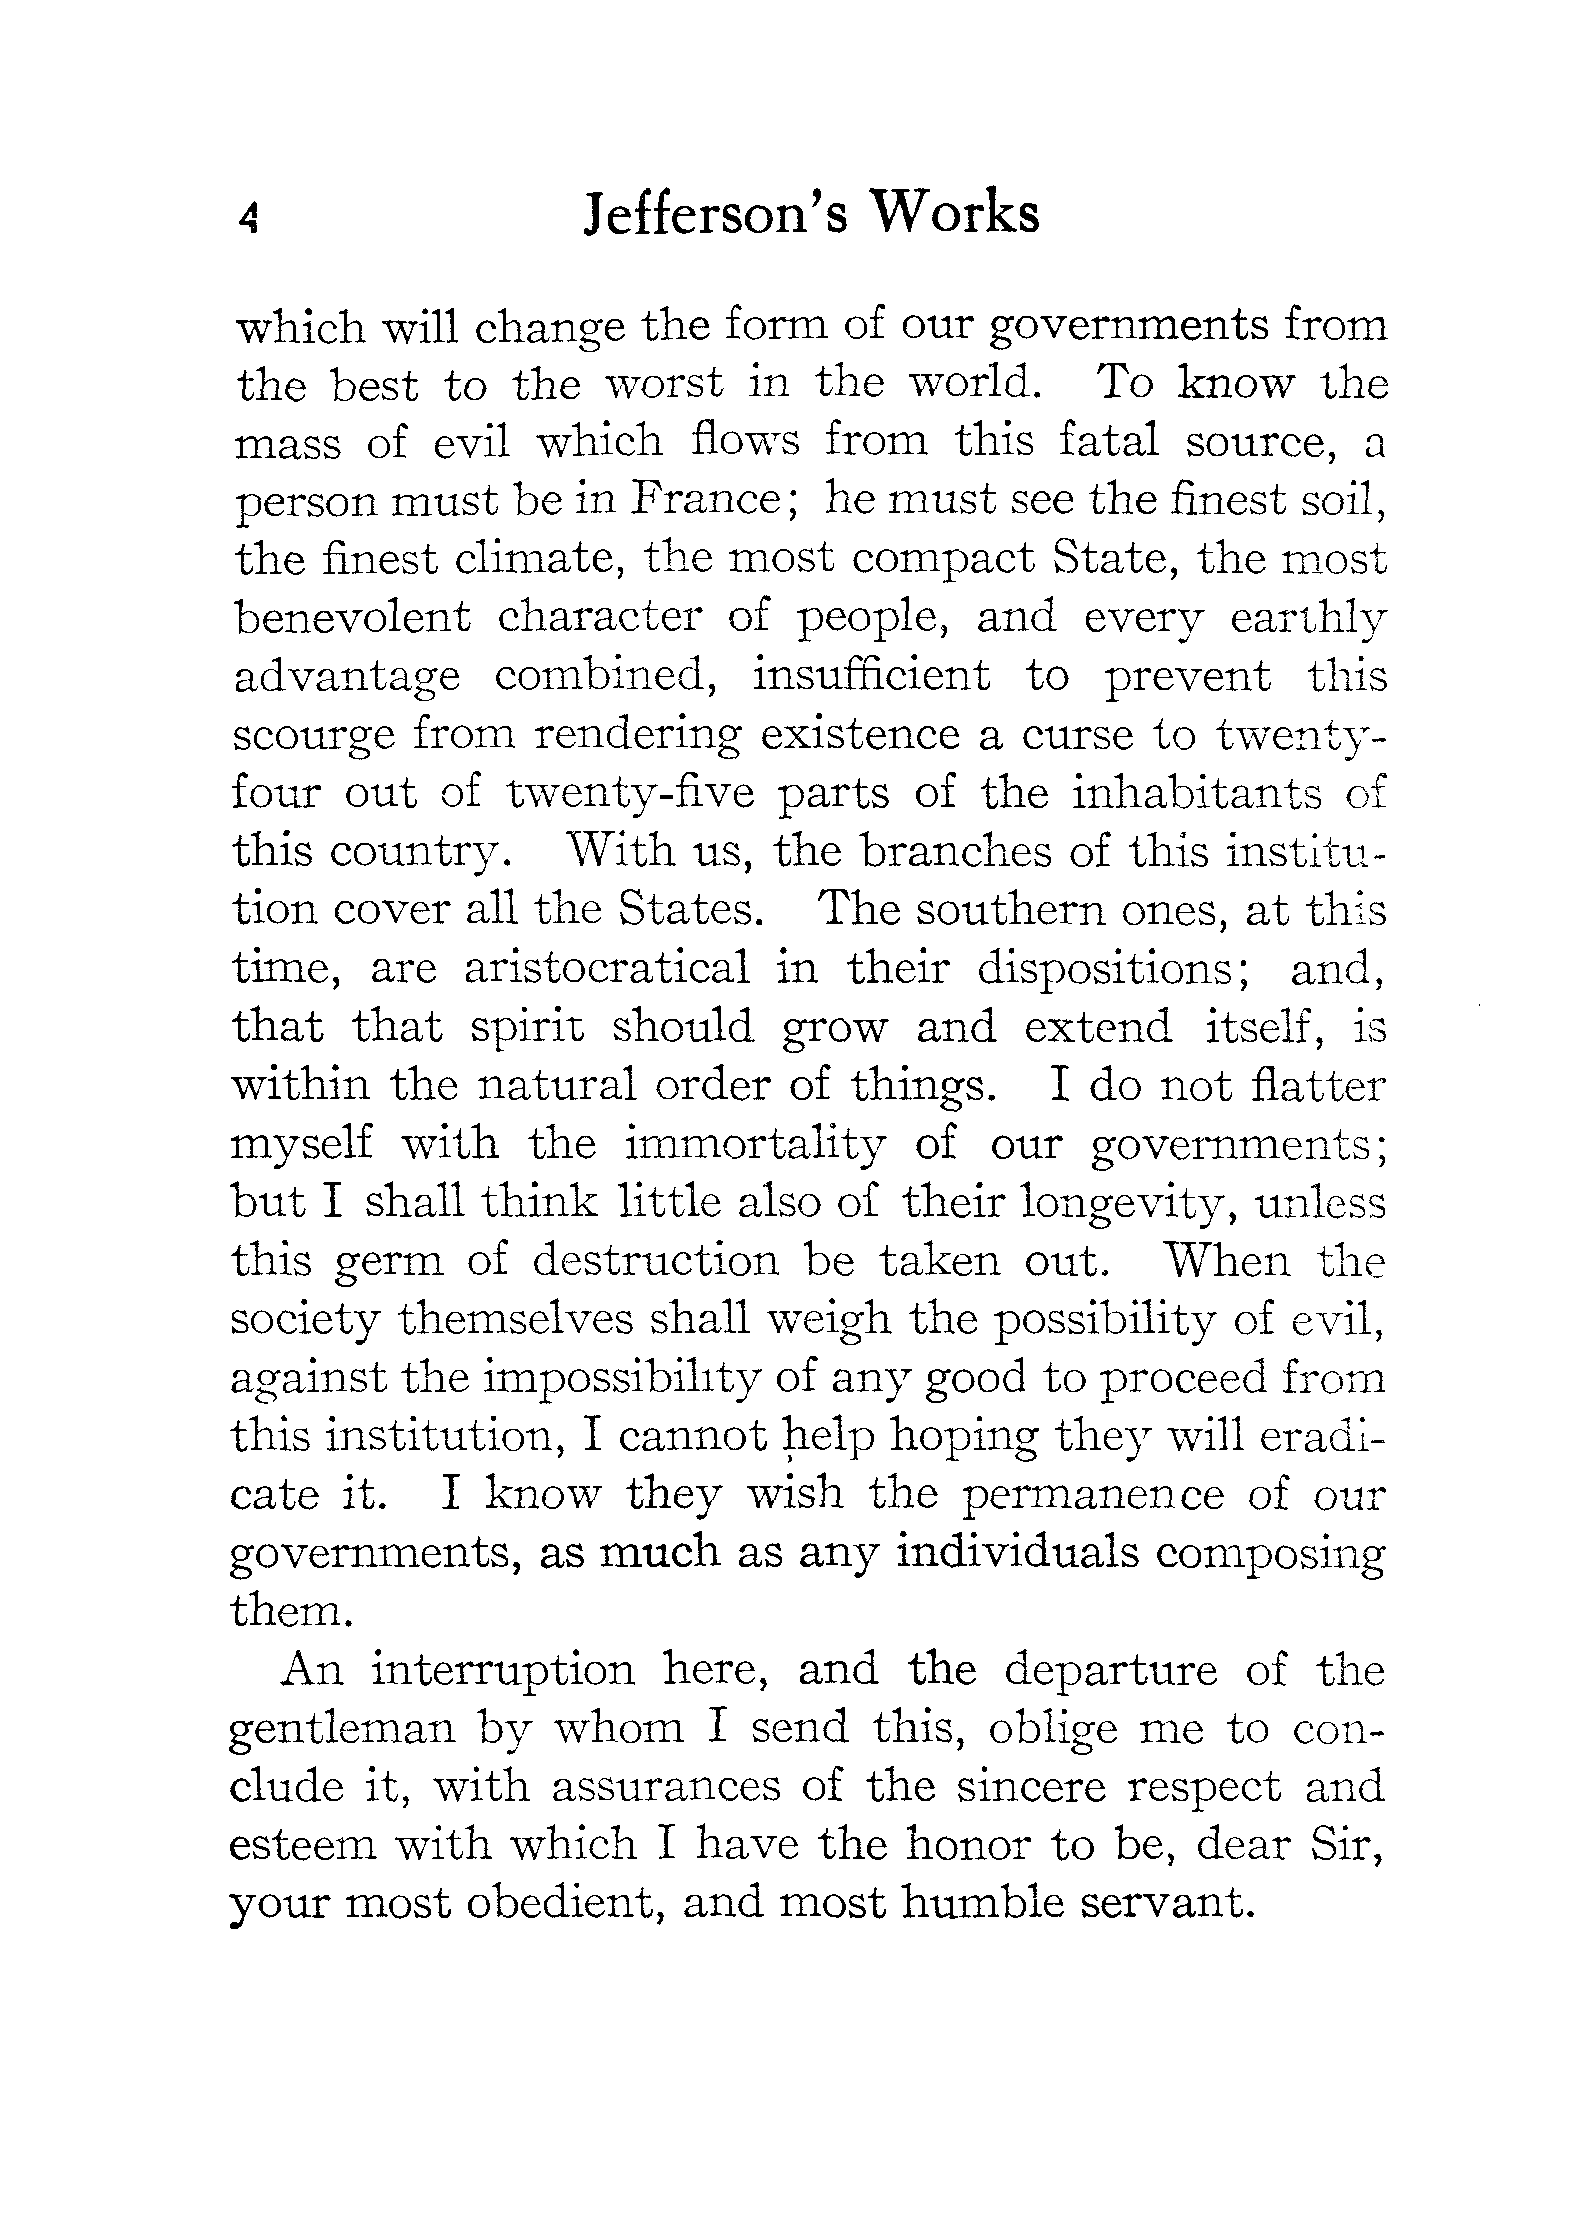 4 Jefferson's Works
which will change the form of our governments from
the best to the worst in the world. To know the
mass of evil which flows from this fatal source, a
person must be in France; he must see the finest soil,
the finest climate, the most compact State, the most
benevolent character of people, and every earthly
advantage combined, insufficient to prevent this
scourge from rendering existence a curse to twenty-
four out of twenty-five parts of the inhabitants of
this country. With us, the branches of this institu-
tion cover all the States. The southern ones, at this
time, are aristocratical in their dispositions; and,
that that spirit should grow and extend itself, is
within the natural order of things. I do not flatter
myself with the immortality of our governments;
but I shall think little also of their longevity, unless
this germ of destruction be taken out. When the
society themselves shall weigh the possibility of evil,
against the impossibility of any good to proceed from
this institution, I cannot help hoping they will eradi-
cate it. I know they wish the permanence of our
governments, as much as any individuals composing
them.
An interruption here, and the departure of the
gentleman by whom I send this, oblige me to con-
clude it, with assurances of the sincere respect and
esteem with which I have the honor to be, dear Sir,
your most obedient, and most humble servant.